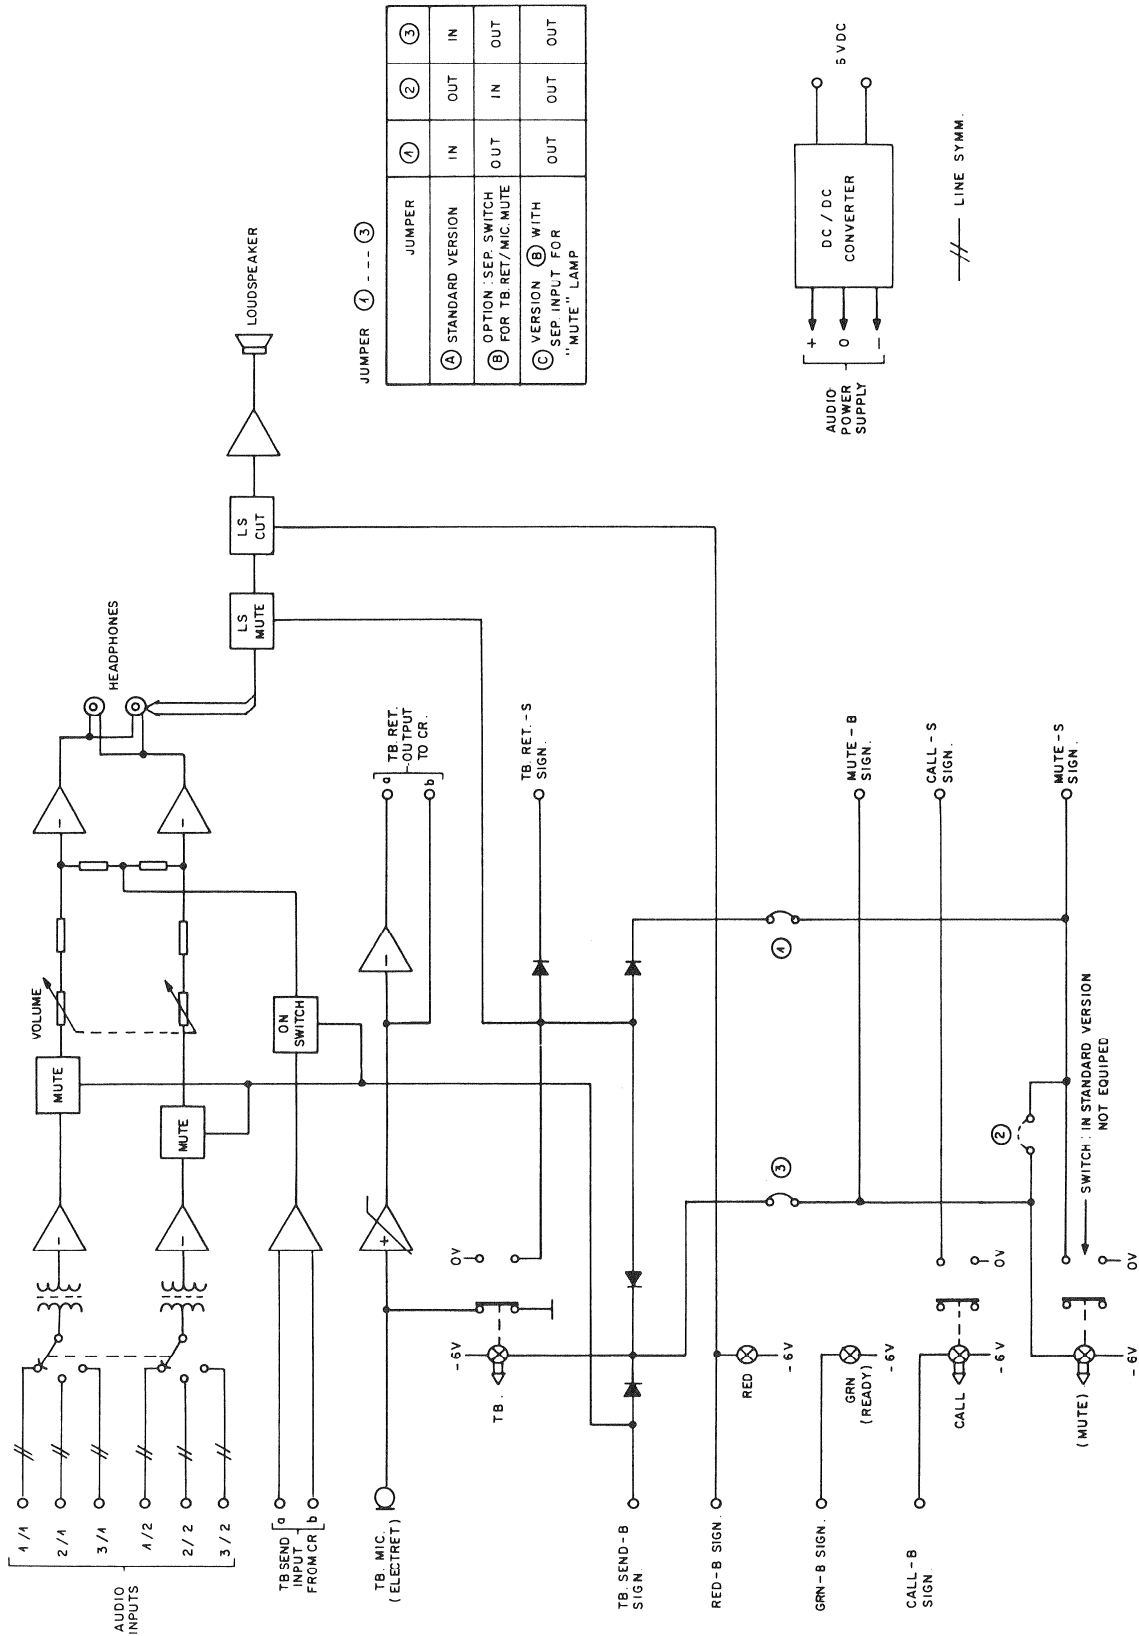 AUDIO
INPUTS
1/1
2/1
3/1
1/2
2/2
3/2
VOLUME
MUTE
MUTE
HEADPHONES
LS
MUTE
LS
CUT
LOUDSPEAKER
TB SEND
INPUT
FROM CR
a
b
ON
SWITCH
TB. MIC.
(ELECTRET)
a
b
TB. RET.
OUTPUT
TO CR.
TB. RET.-S
SIGN.
0V
-6V
TB.
TB. SEND-B
SIGN.
RED-B SIGN.
RED
-6V
GRN-B SIGN.
GRN
(READY)
-6V
CALL-B
SIGN
CALL
-6V
0V
(MUTE)
-6V
0V
1
3
2
MUTE-B
SIGN.
CALL-S
SIGN.
MUTE-S
SIGN.
SWITCH: IN STANDARD VERSION
NOT EQUIPED
JUMPER 1 --- 3
JUMPER 1 2 3
A STANDARD VERSION IN OUT IN
B OPTION: SEP. SWITCH
FOR TB. RET/MIC. MUTE OUT IN OUT
C VERSION B WITH
SEP. INPUT FOR
"MUTE" LAMP OUT OUT OUT
AUDIO
POWER
SUPPLY
+
0
-
DC/DC
CONVERTER
6 VDC
LINE SYMM.